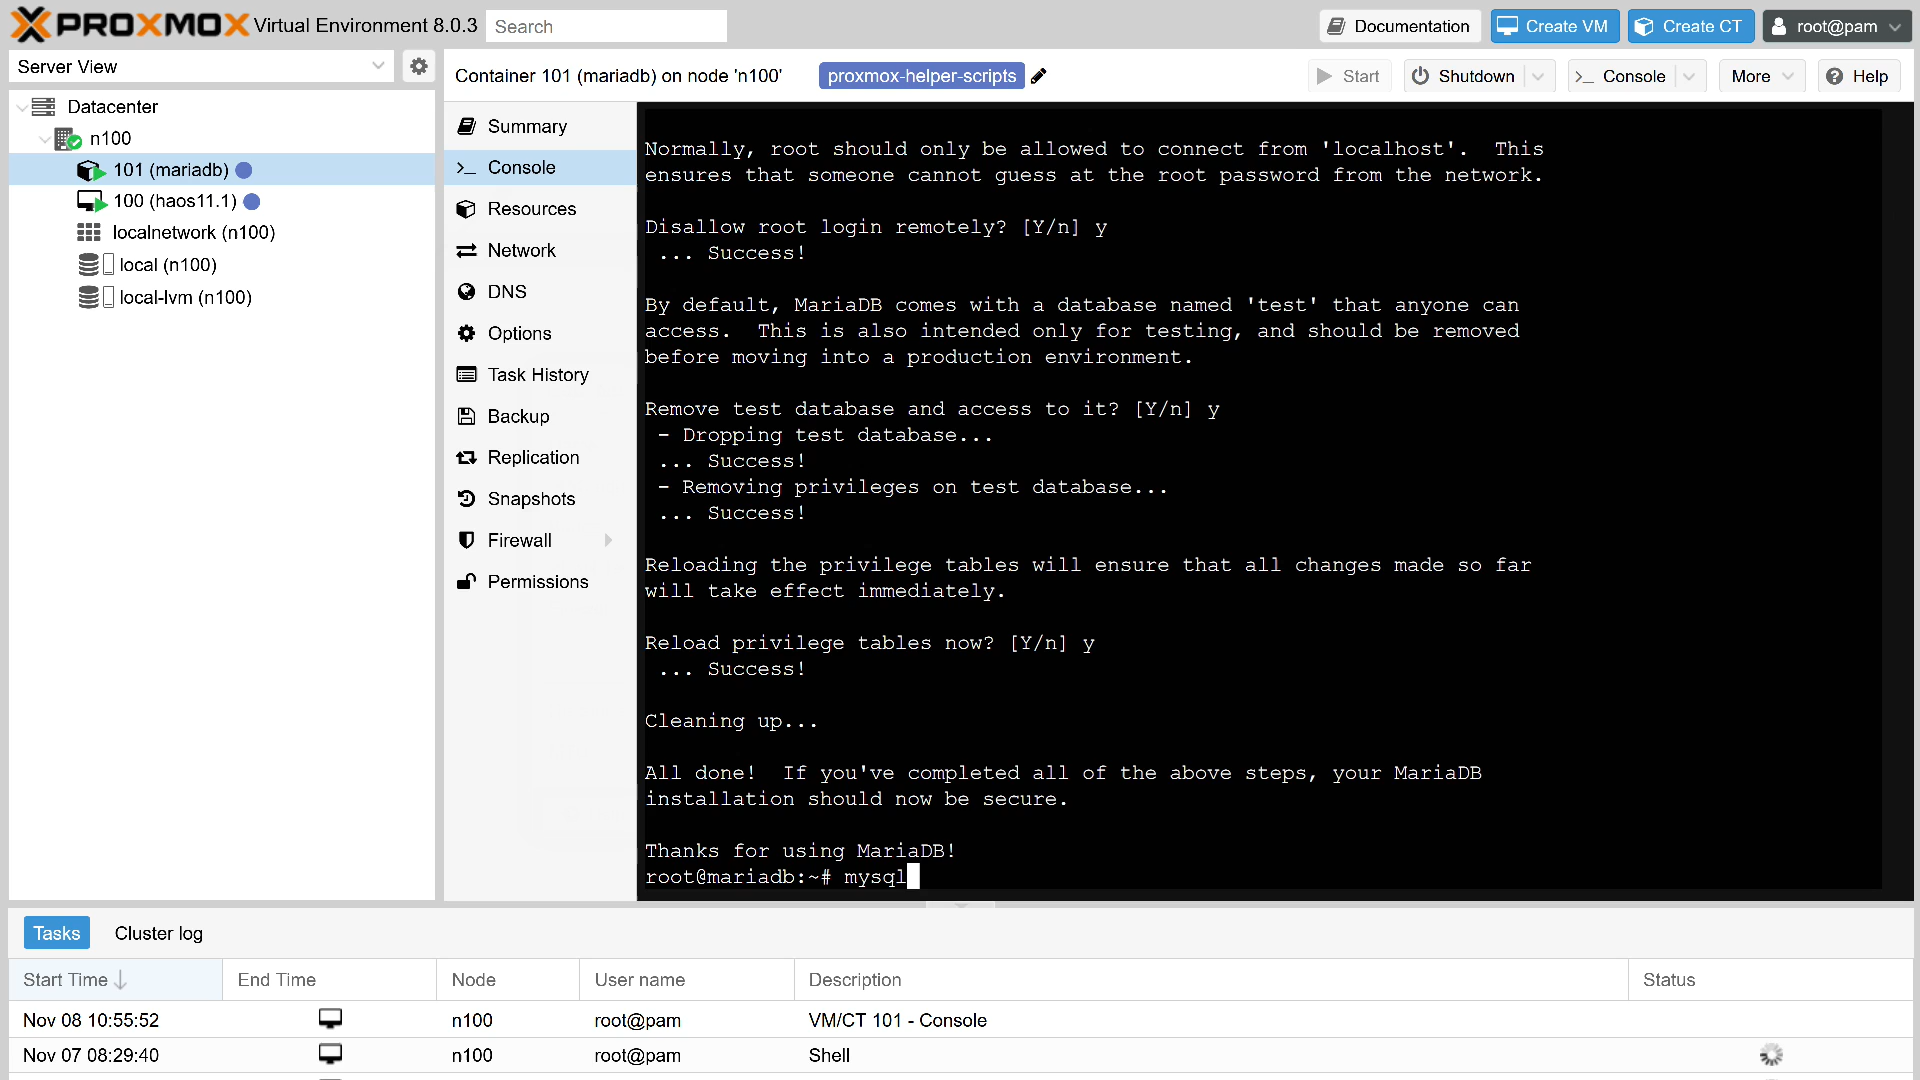 PROXMOX Virtual Environment 8.0.3 Search Documentation Create VM Create CT root@pam
Server View
Container 101 (mariadb) on node 'n100' proxmox-helper-scripts Start Shutdown Console More Help
Datacenter
n100
101 (mariadb)
100 (haos11.1)
localnetwork (n100)
local (n100)
local-lvm (n100)
Summary
Console
Resources
Network
DNS
Options
Task History
Backup
Replication
Snapshots
Firewall
Permissions
Normally, root should only be allowed to connect from 'localhost'.  This
ensures that someone cannot guess at the root password from the network.
Disallow root login remotely? [Y/n] y
... Success!
By default, MariaDB comes with a database named 'test' that anyone can
access.  This is also intended only for testing, and should be removed
before moving into a production environment.
Remove test database and access to it? [Y/n] y
- Dropping test database...
... Success!
- Removing privileges on test database...
... Success!
Reloading the privilege tables will ensure that all changes made so far
will take effect immediately.
Reload privilege tables now? [Y/n] y
... Success!
Cleaning up...
All done!  If you've completed all of the above steps, your MariaDB
installation should now be secure.
Thanks for using MariaDB!
root@mariadb:~# mysql
Tasks Cluster log
Start Time End Time Node User name Description Status
Nov 08 10:55:52 n100 root@pam VM/CT 101 - Console
Nov 07 08:29:40 n100 root@pam Shell